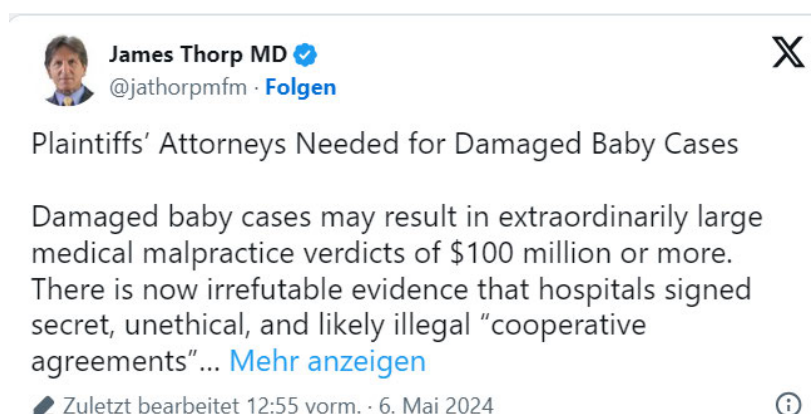 James Thorp MD
@jathorpmfm · Folgen
Plaintiffs’ Attorneys Needed for Damaged Baby Cases
Damaged baby cases may result in extraordinarily large
medical malpractice verdicts of $100 million or more.
There is now irrefutable evidence that hospitals signed
secret, unethical, and likely illegal “cooperative
agreements”... Mehr anzeigen
Zuletzt bearbeitet 12:55 vorm. · 6. Mai 2024